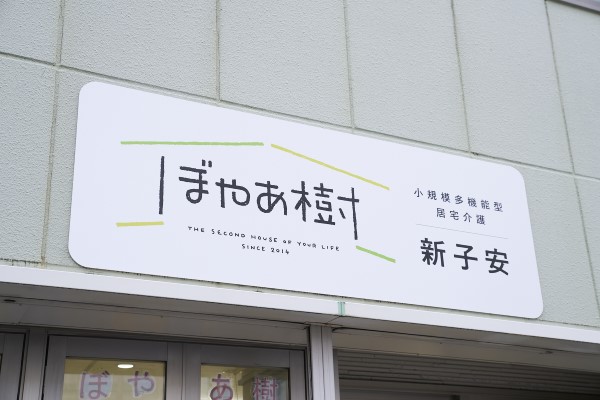 ぼやあ樹
THE SECOND HOUSE OF YOUR LIFE
SINCE 2014
小規模多機能型
居宅介護
新子安
ぼやあ樹